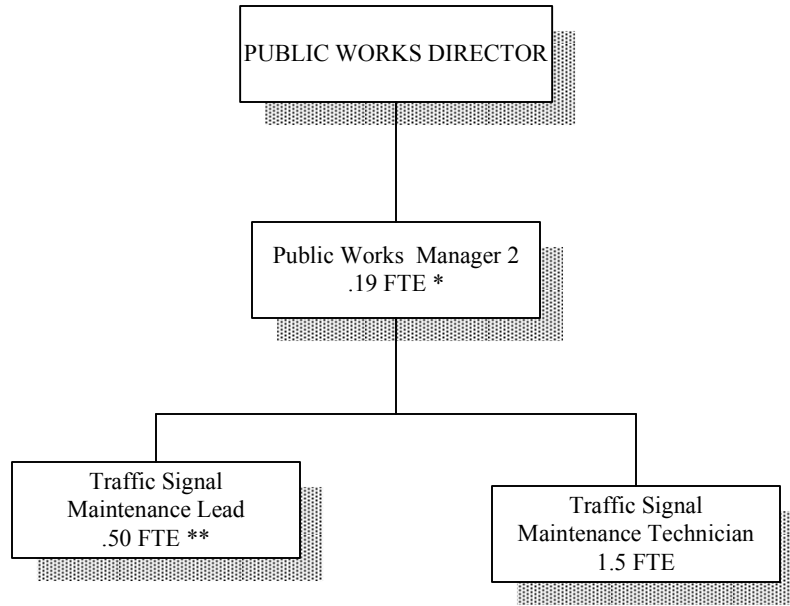 PUBLIC WORKS DIRECTOR
Public Works Manager 2
.19 FTE *
Traffic Signal
Maintenance Lead
.50 FTE **
Traffic Signal
Maintenance Technician
1.5 FTE